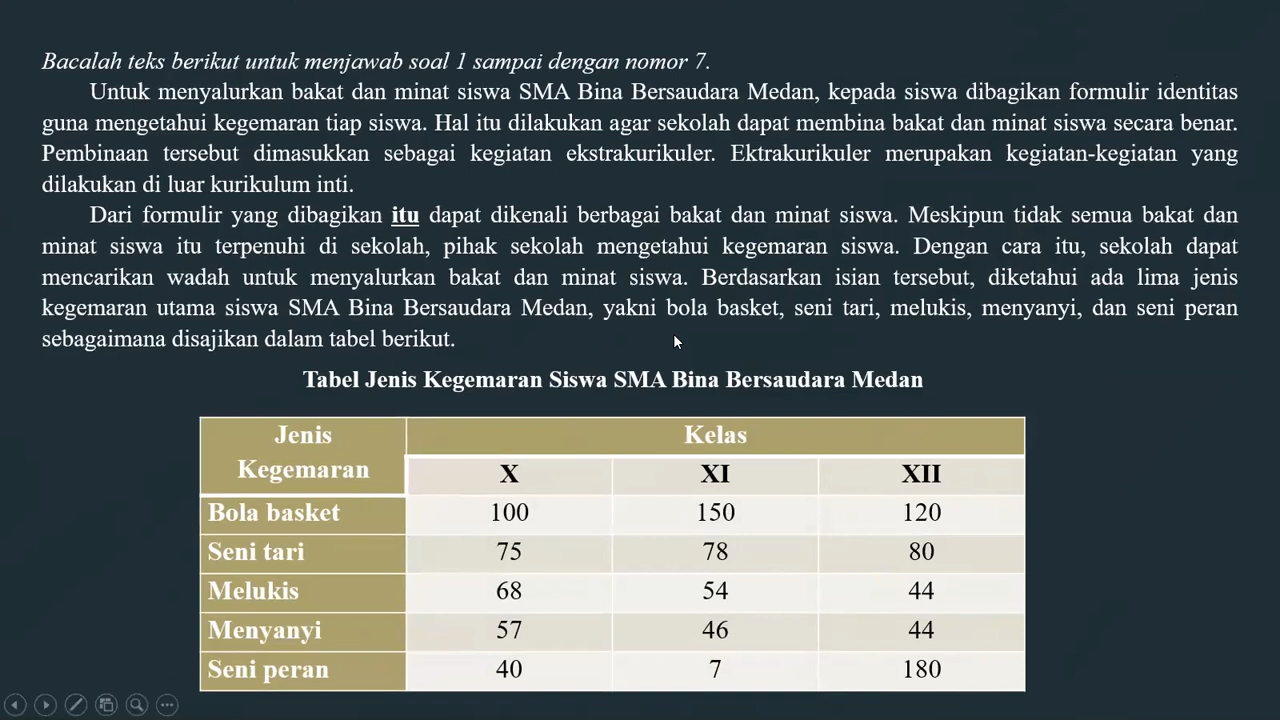 Bacalah teks berikut untuk menjawab soal 1 sampai dengan nomor 7.
Untuk menyalurkan bakat dan minat siswa SMA Bina Bersaudara Medan, kepada siswa dibagikan formulir identitas
guna mengetahui kegemaran tiap siswa. Hal itu dilakukan agar sekolah dapat membina bakat dan minat siswa secara benar.
Pembinaan tersebut dimasukkan sebagai kegiatan ekstrakurikuler. Ektrakurikuler merupakan kegiatan-kegiatan yang
dilakukan di luar kurikulum inti.
Dari formulir yang dibagikan itu dapat dikenali berbagai bakat dan minat siswa. Meskipun tidak semua bakat dan
minat siswa itu terpenuhi di sekolah, pihak sekolah mengetahui kegemaran siswa. Dengan cara itu, sekolah dapat
mencarikan wadah untuk menyalurkan bakat dan minat siswa. Berdasarkan isian tersebut, diketahui ada lima jenis
kegemaran utama siswa SMA Bina Bersaudara Medan, yakni bola basket, seni tari, melukis, menyanyi, dan seni peran
sebagaimana disajikan dalam tabel berikut.
Tabel Jenis Kegemaran Siswa SMA Bina Bersaudara Medan
Jenis Kegemaran Kelas
X XI XII
Bola basket 100 150 120
Seni tari 75 78 80
Melukis 68 54 44
Menyanyi 57 46 44
Seni peran 40 7 180